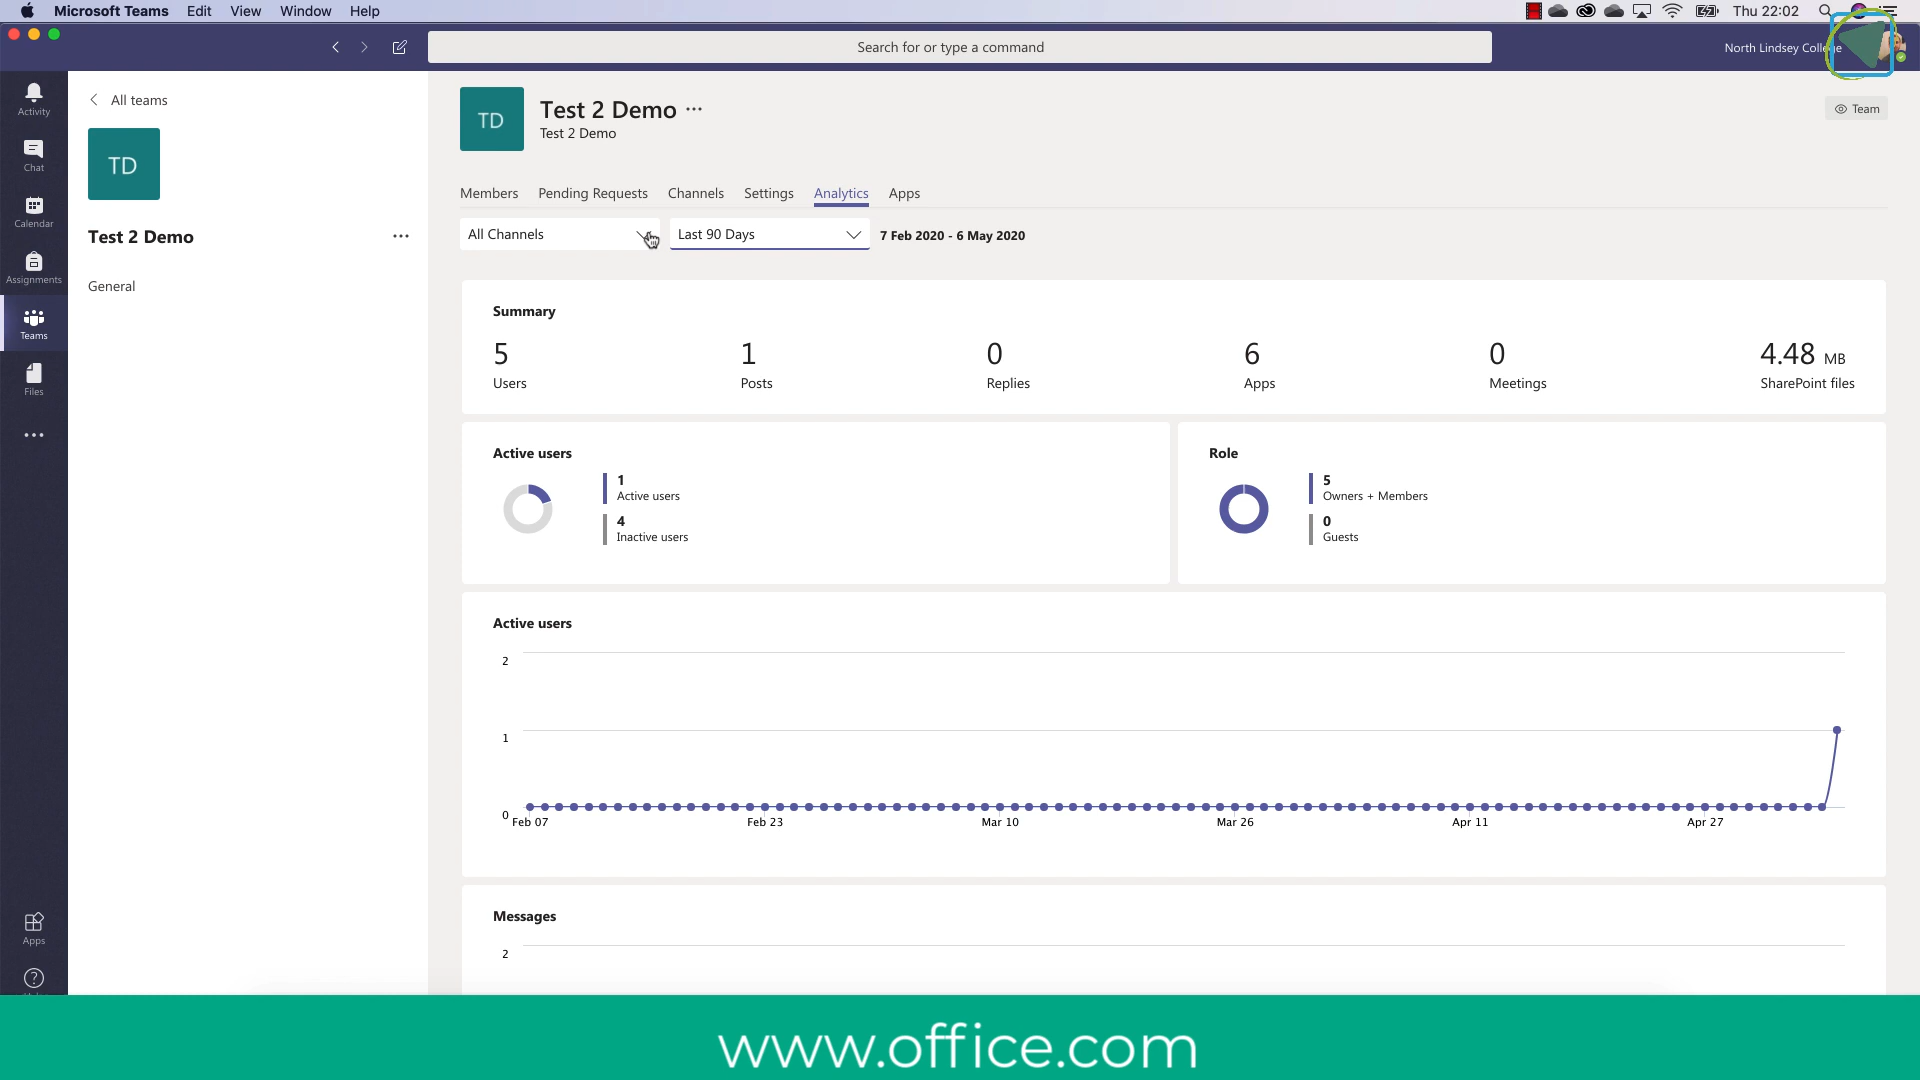 Microsoft Teams Edit View Window Help Thu 22:02
Search for or type a command
North Lindsey College
Activity
Chat
Calendar
Assignments
Teams
Files
Apps
All teams
TD
Test 2 Demo
General
TD
Test 2 Demo
Test 2 Demo
Team
Members Pending Requests Channels Settings Analytics Apps
All Channels Last 90 Days 7 Feb 2020 - 6 May 2020
Summary
5 1 0 6 0 4.48 MB
Users Posts Replies Apps Meetings SharePoint files
Active users
1
Active users
4
Inactive users
Role
5
Owners + Members
0
Guests
Active users
2
1
0
Feb 07 Feb 23 Mar 10 Mar 26 Apr 11 Apr 27
Messages
2
www.office.com